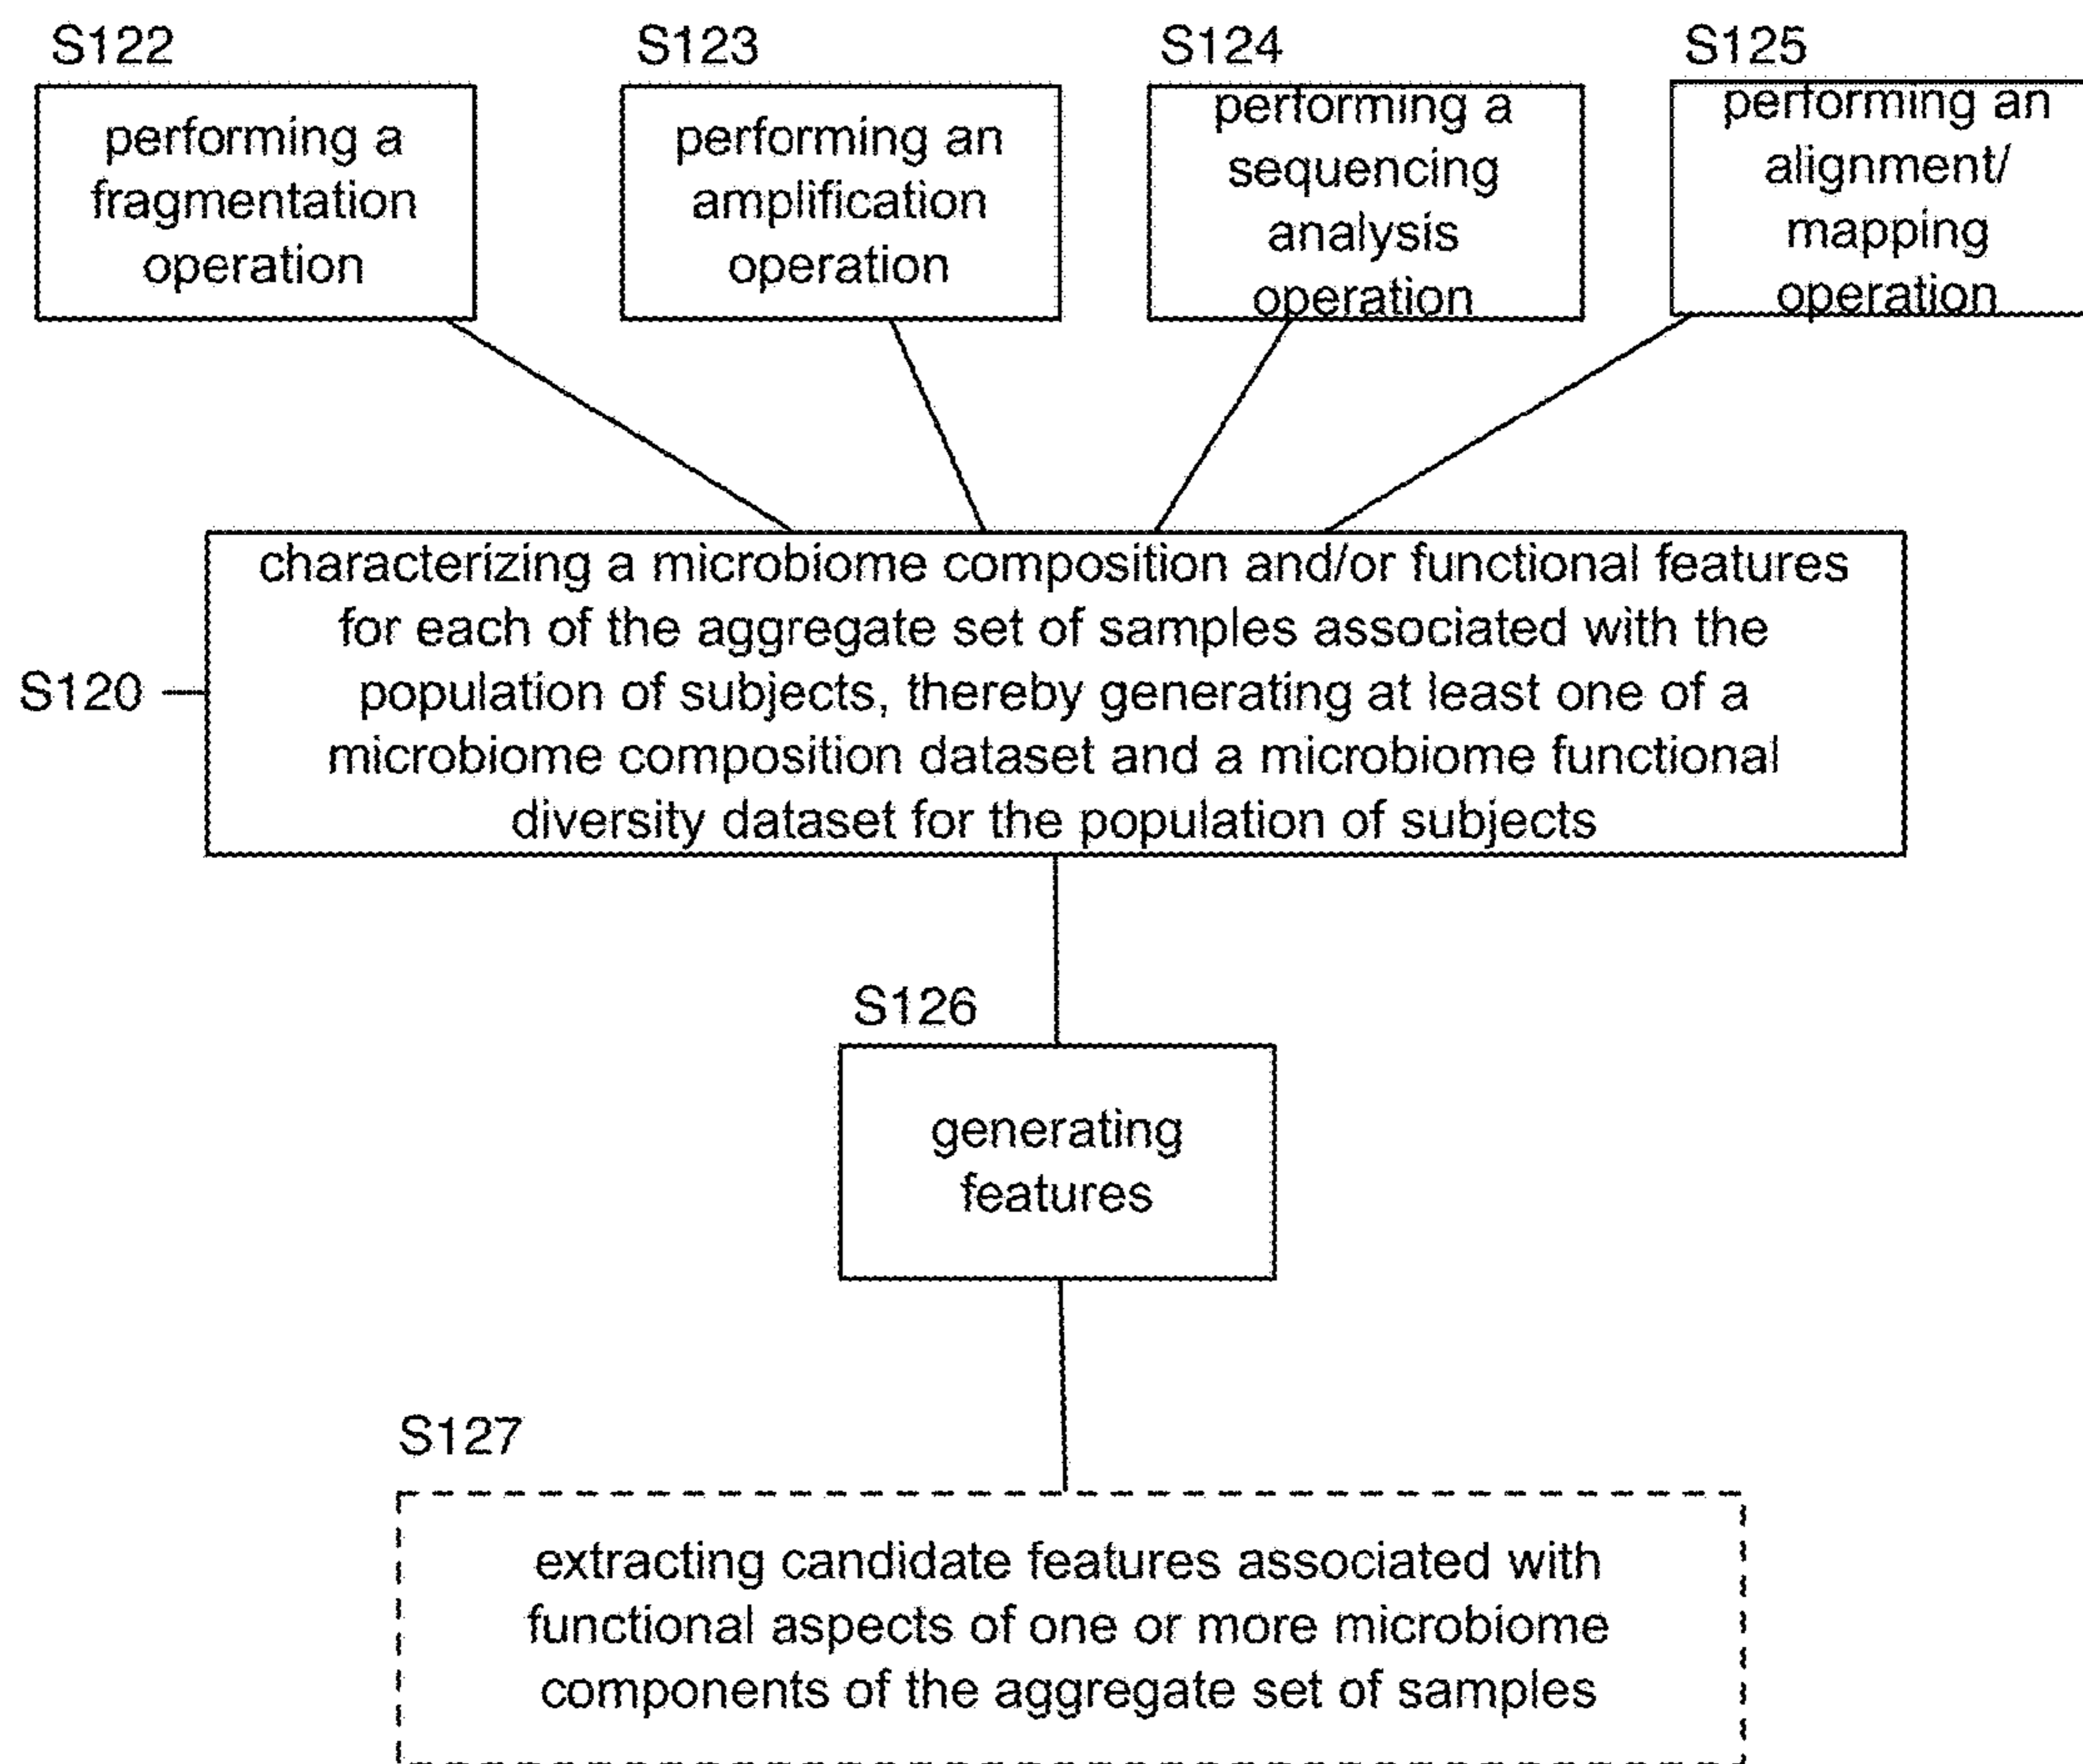 S122
performing a
fragmentation
operation
S123
performing an
amplification
operation
S124
performing a
sequencing
analysis
operation
S125
performing an
alignment/
mapping
operation
S120
characterizing a microbiome composition and/or functional features
for each of the aggregate set of samples associated with the
population of subjects, thereby generating at least one of a
microbiome composition dataset and a microbiome functional
diversity dataset for the population of subjects
S126
generating
features
S127
extracting candidate features associated with
functional aspects of one or more microbiome
components of the aggregate set of samples